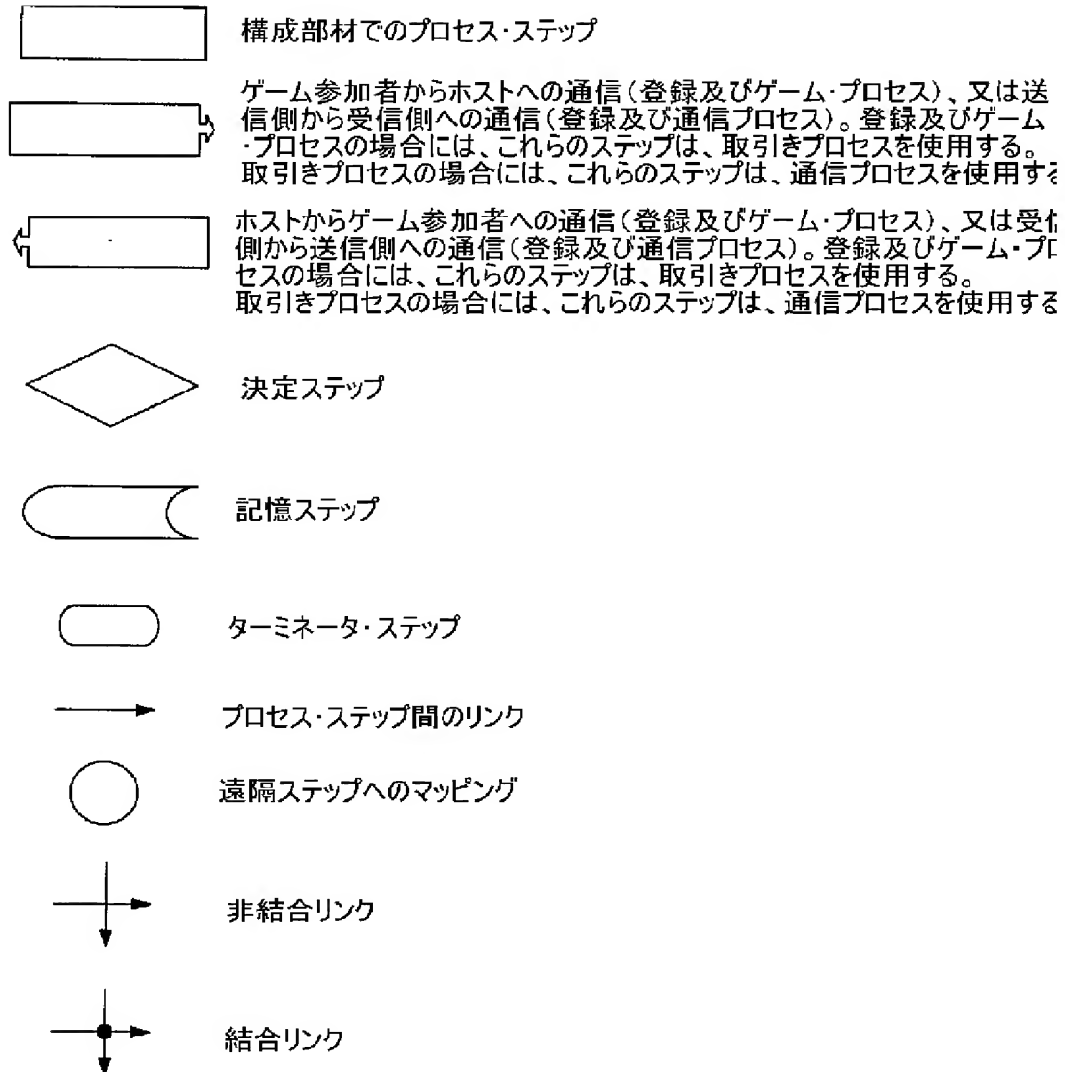 構成部材でのプロセス・ステップ
ゲーム参加者からホストへの通信(登録及びゲーム・プロセス)、又は送
信側から受信側への通信(登録及び通信プロセス)。登録及びゲーム
・プロセスの場合には、これらのステップは、取引きプロセスを使用する。
取引きプロセスの場合には、これらのステップは、通信プロセスを使用する
ホストからゲーム参加者への通信(登録及びゲーム・プロセス)、又は受信
側から送信側への通信(登録及び通信プロセス)。登録及びゲーム・プロ
セスの場合には、これらのステップは、取引きプロセスを使用する。
取引きプロセスの場合には、これらのステップは、通信プロセスを使用する
決定ステップ
記憶ステップ
ターミネータ・ステップ
プロセス・ステップ間のリンク
遠隔ステップへのマッピング
非結合リンク
結合リンク